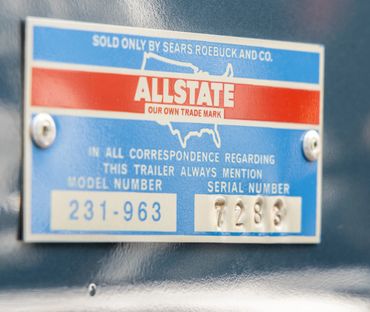 SOLD ONLY BY SEARS ROEBUCK AND CO.
ALLSTATE
OUR OWN TRADE MARK
IN ALL CORRESPONDENCE REGARDING
THIS TRAILER ALWAYS MENTION
MODEL NUMBER SERIAL NUMBER
231-963 7283